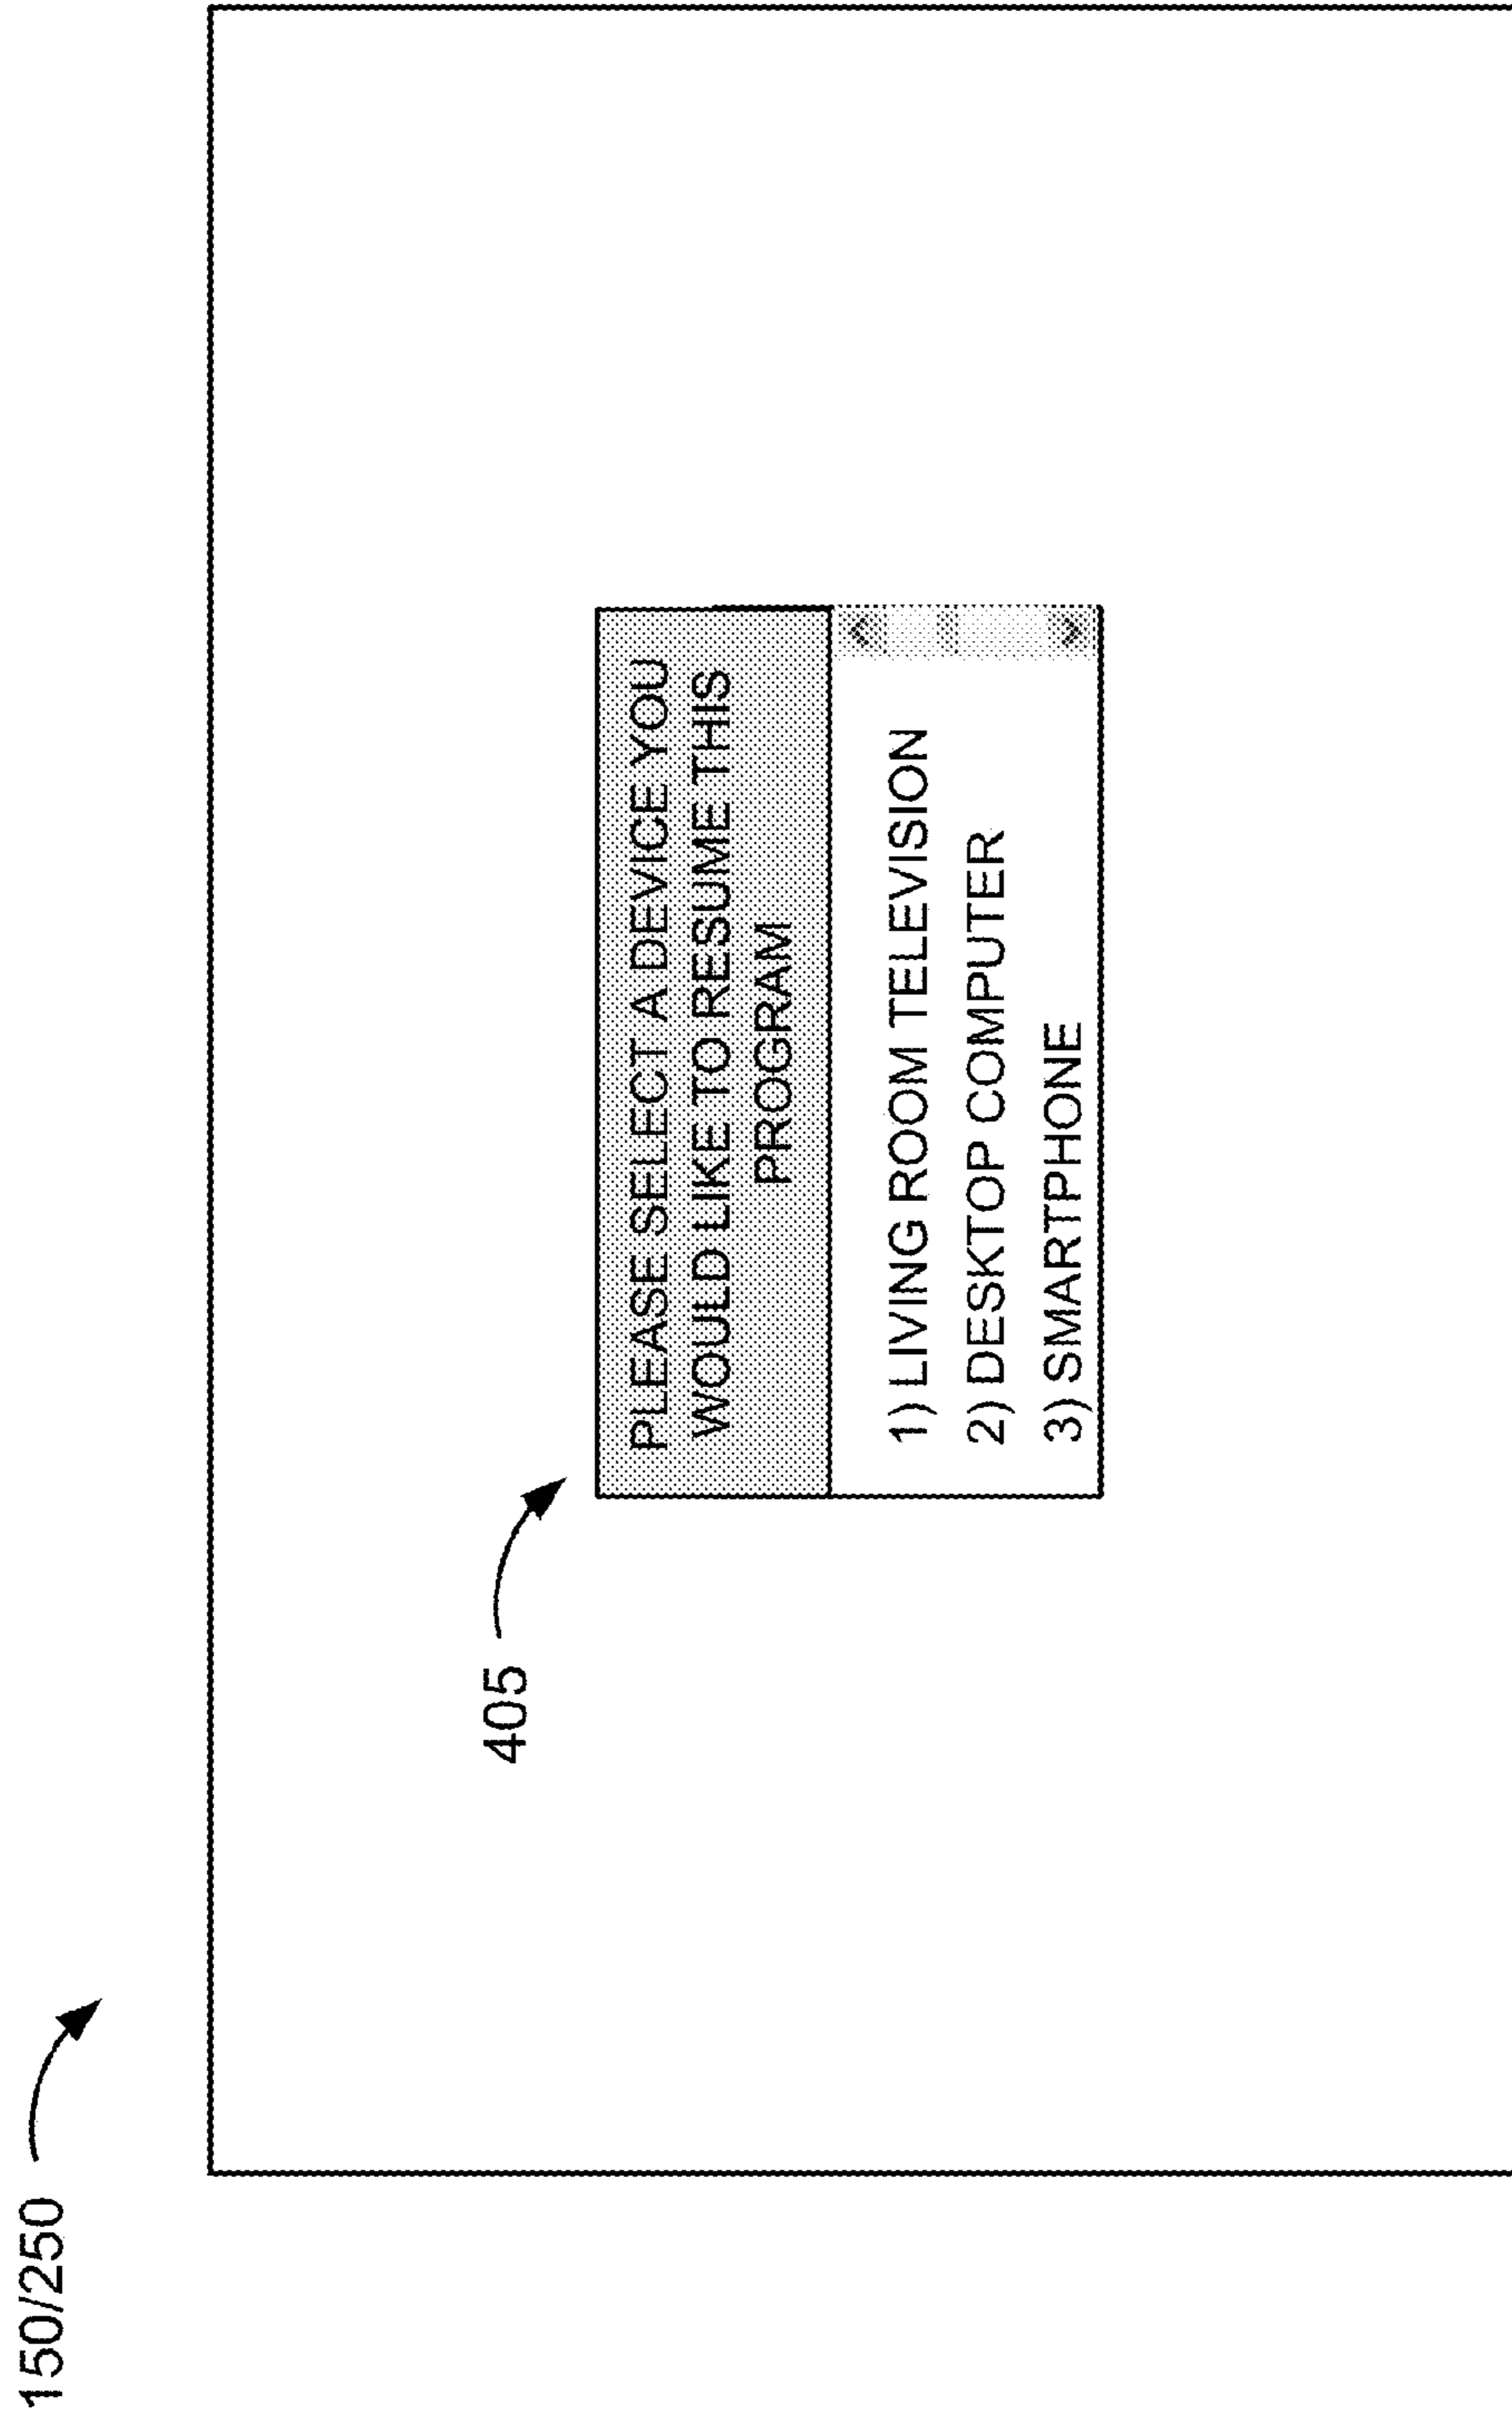 150/250
405
PLEASE SELECT A DEVICE YOU
WOULD LIKE TO RESUME THIS
PROGRAM
1) LIVING ROOM TELEVISION
2) DESKTOP COMPUTER
3) SMARTPHONE